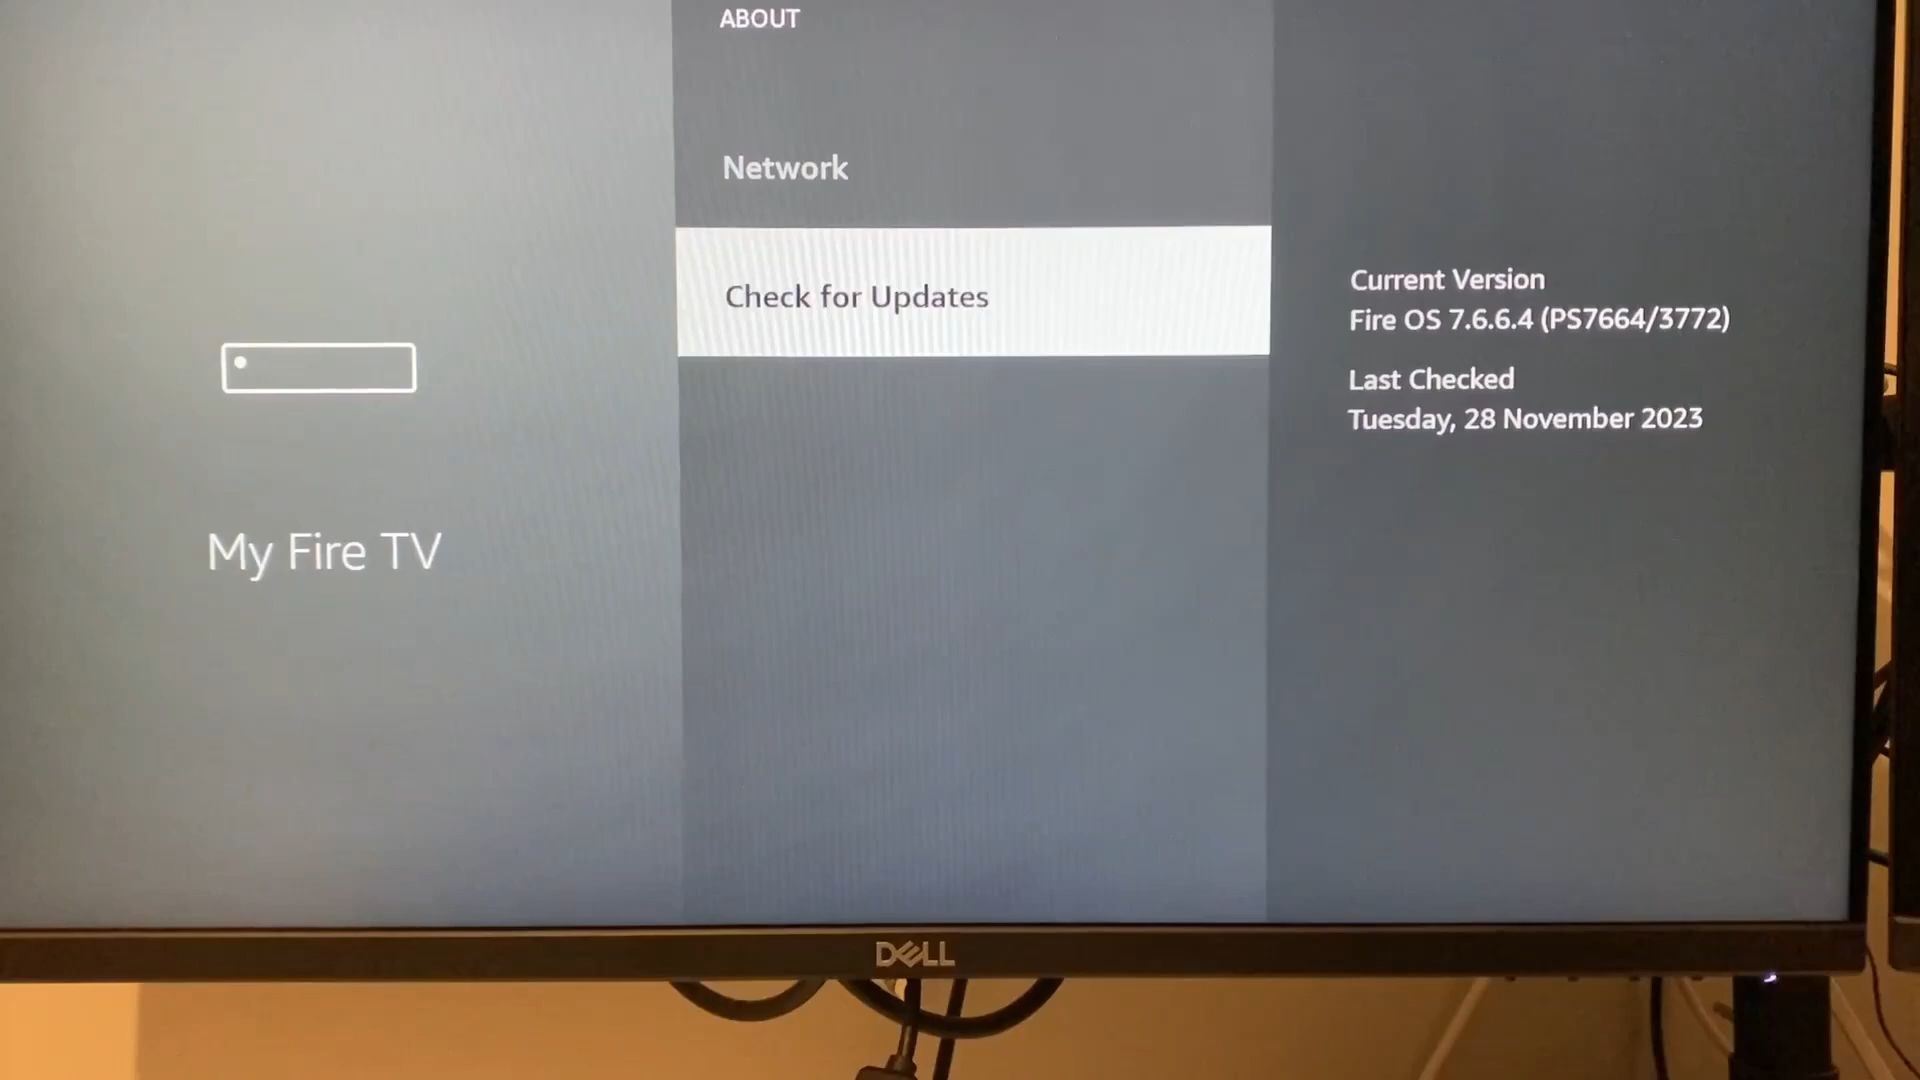 ABOUT
Network
Check for Updates
My Fire TV
Current Version
Fire OS 7.6.6.4 (PS7664/3772)
Last Checked
Tuesday, 28 November 2023
DELL